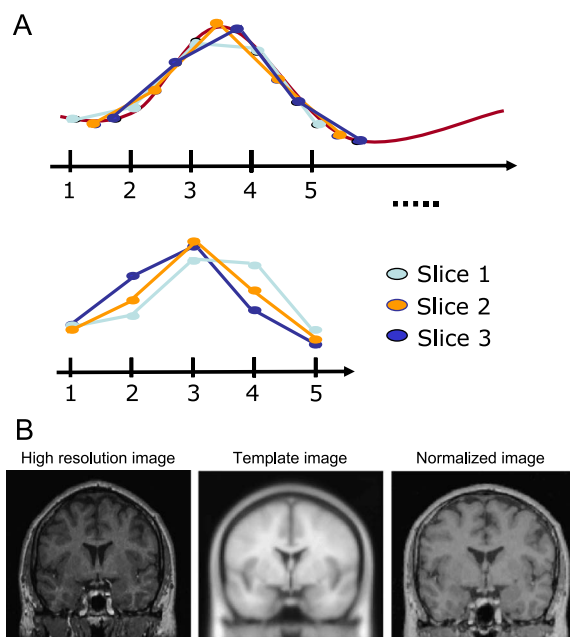 A
1 2 3 4 5
......
Slice 1
Slice 2
Slice 3
1 2 3 4 5
B
High resolution image
Template image
Normalized image